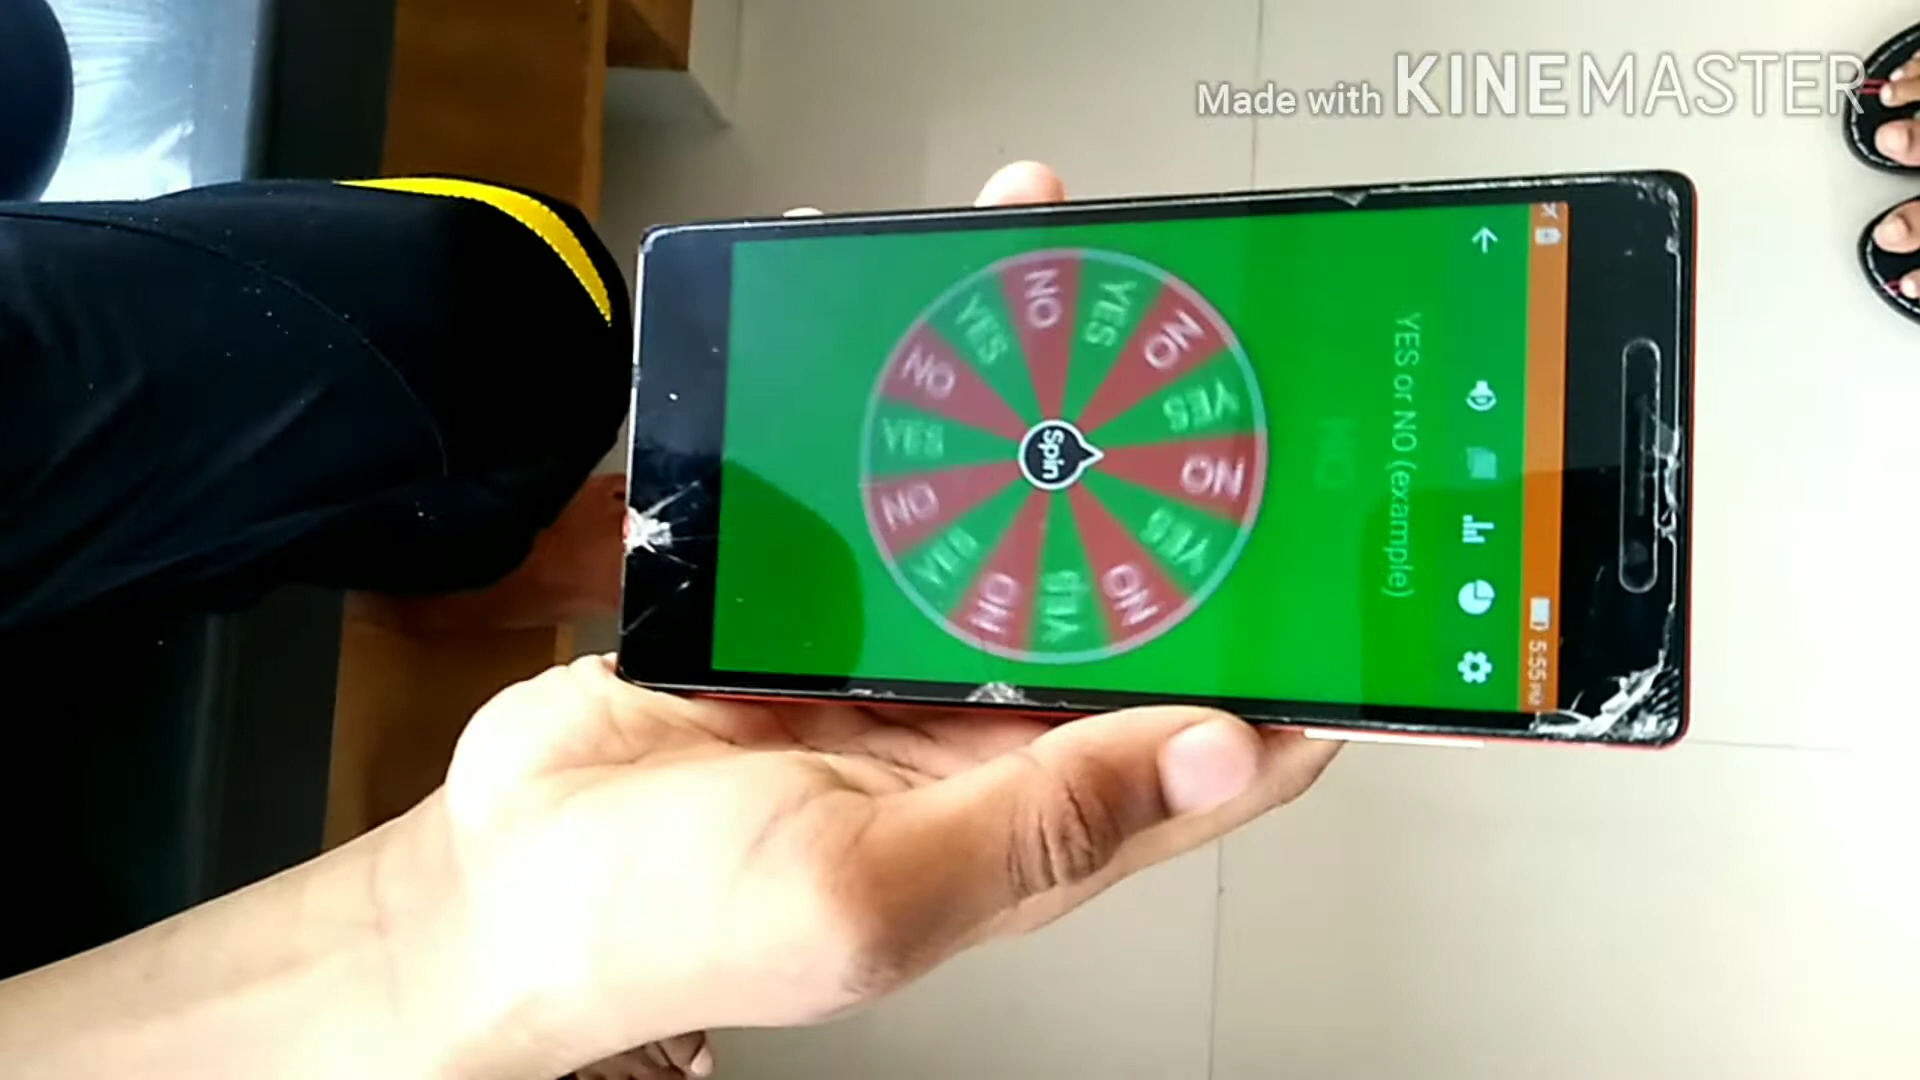 Made with KINEMASTER
5:55 PM
YES or NO (example)
NO
NO
YES
NO
YES
NO
YES
NO
YES
NO
YES
NO
YES
NO
YES
Spin